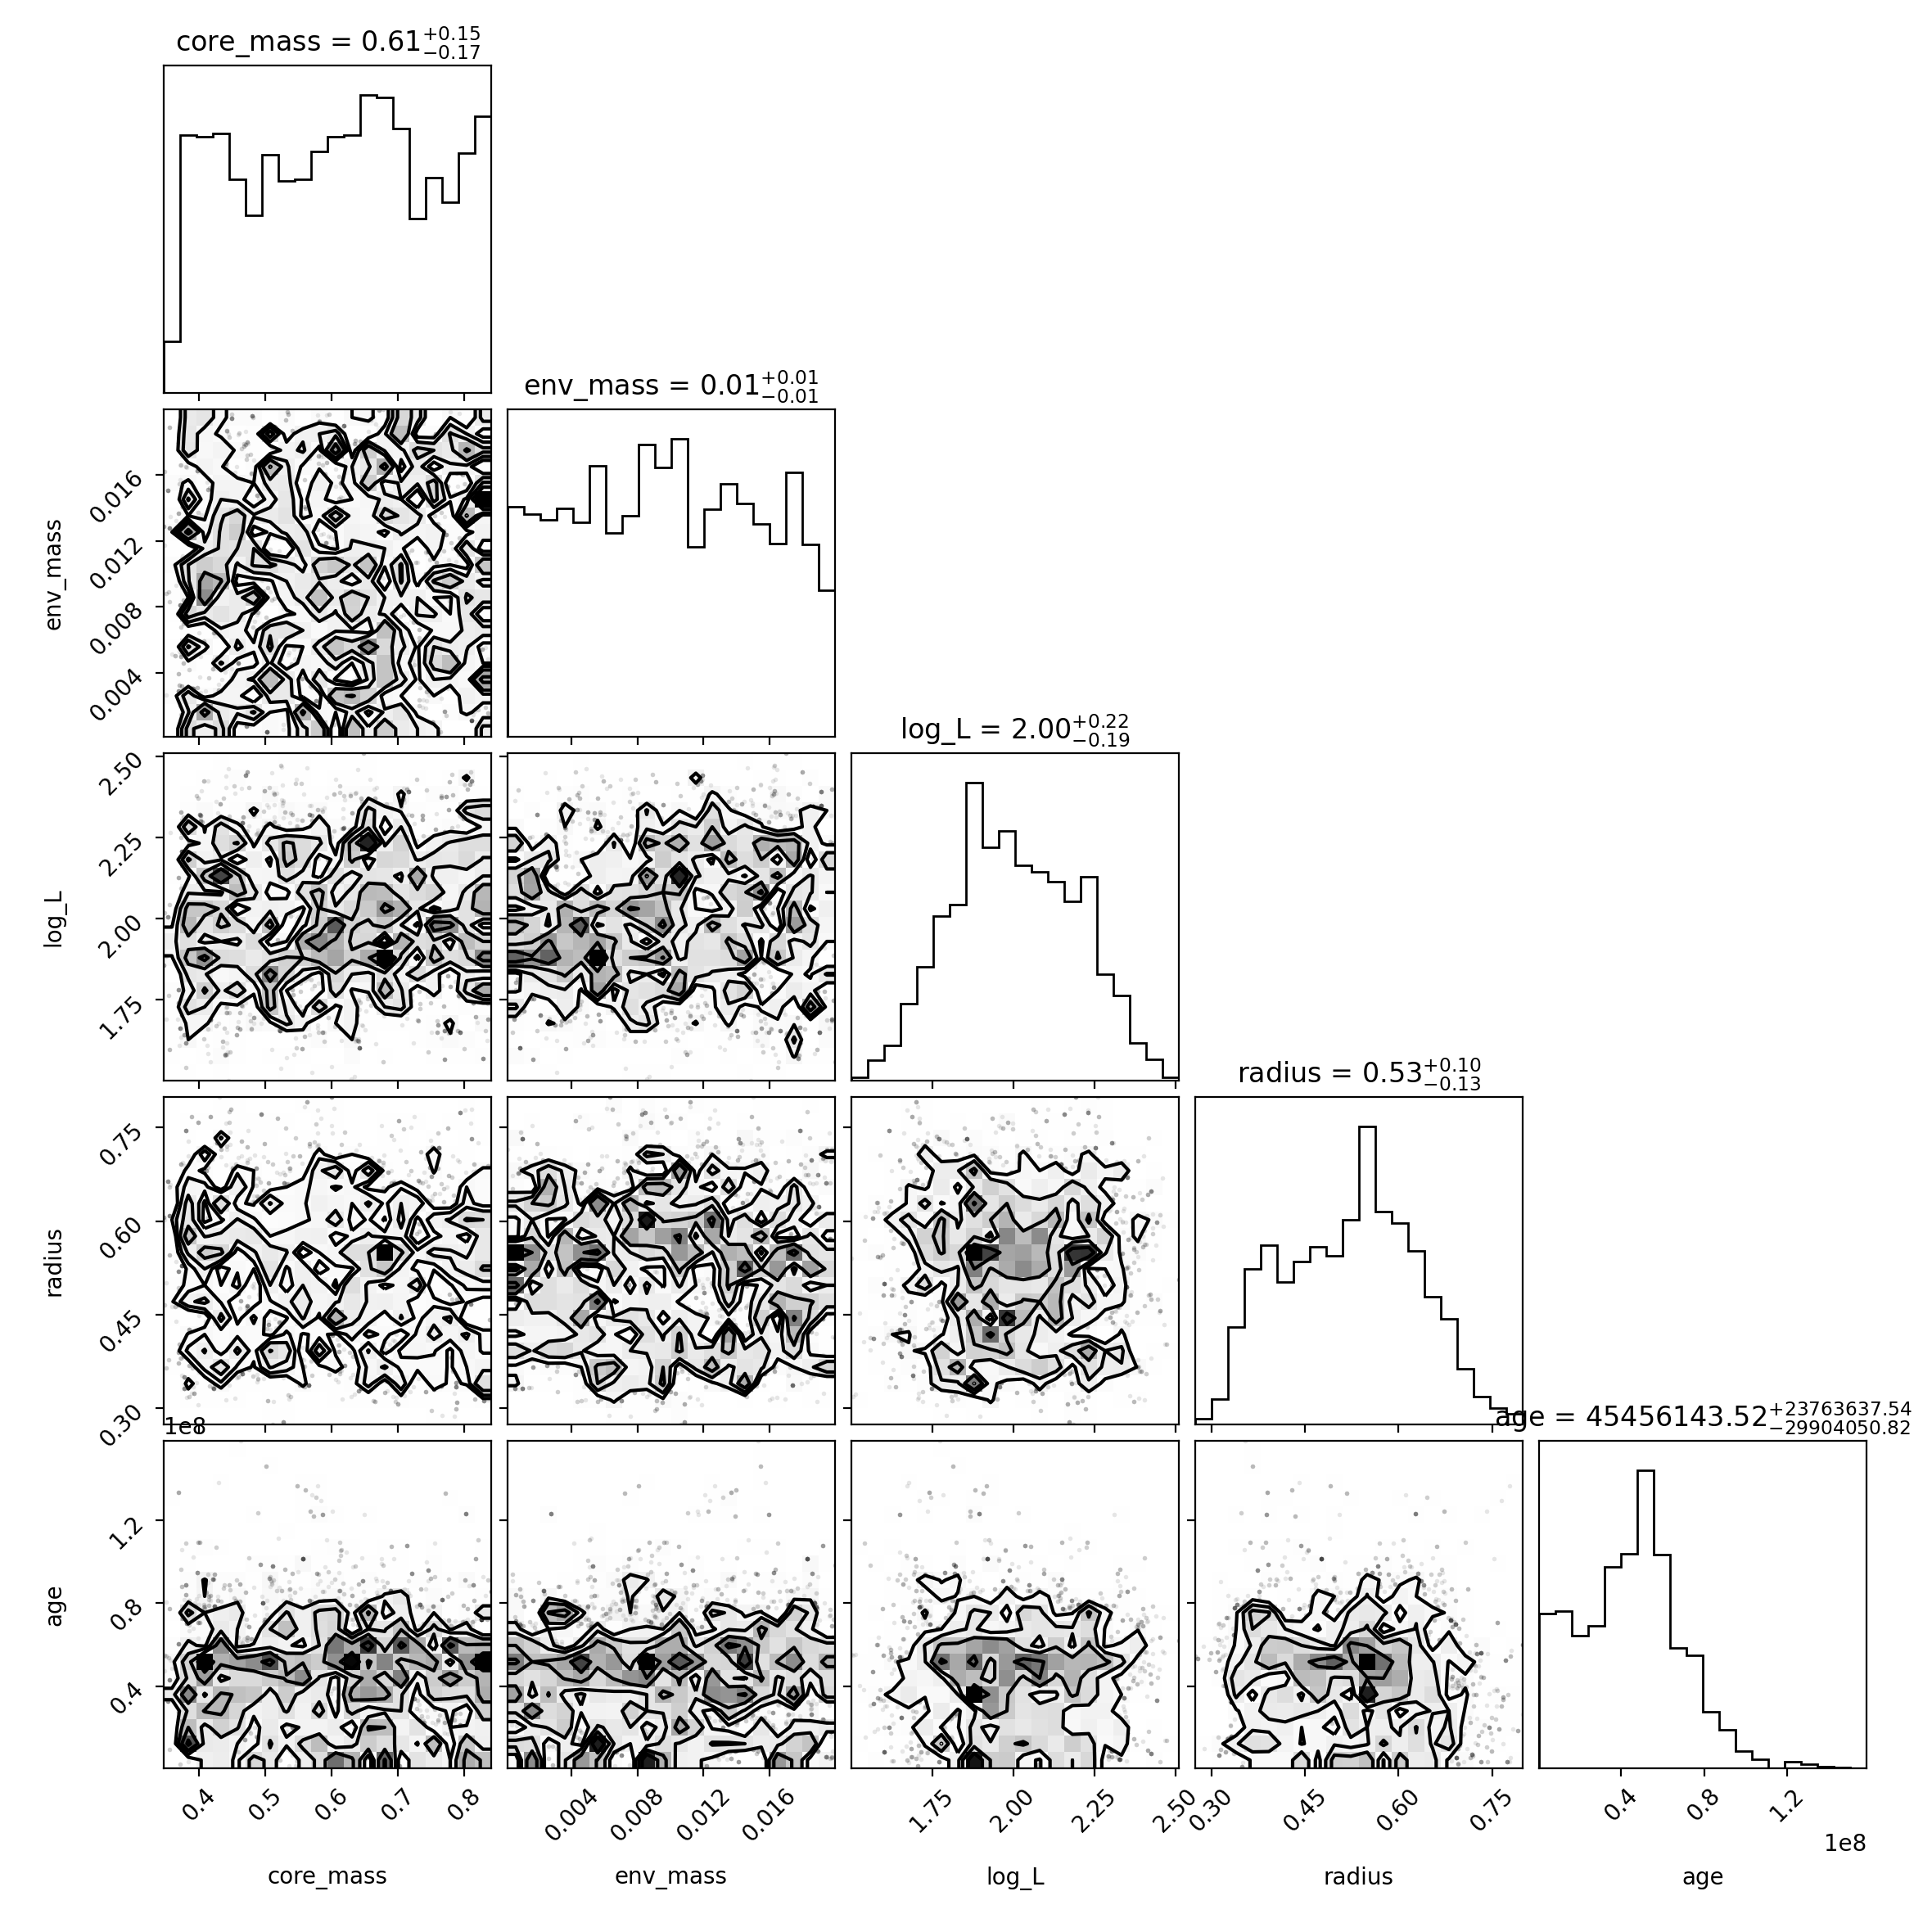 core_mass = 0.61+0.15−0.17
env_mass = 0.01+0.01−0.01
0.016
0.012
0.008
0.004
env_mass
log_L = 2.00+0.22−0.19
2.50
2.25
2.00
1.75
log_L
radius = 0.53+0.10−0.13
0.75
0.60
0.45
0.30
radius
1e8
age = 45456143.52+23763637.54−29904050.82
1.2
0.8
0.4
age
0.4 0.5 0.6 0.7 0.8
0.004 0.008 0.012 0.016
1.75 2.00 2.25 2.50
0.30 0.45 0.60 0.75
0.4 0.8 1.2
1e8
core_mass env_mass log_L radius age